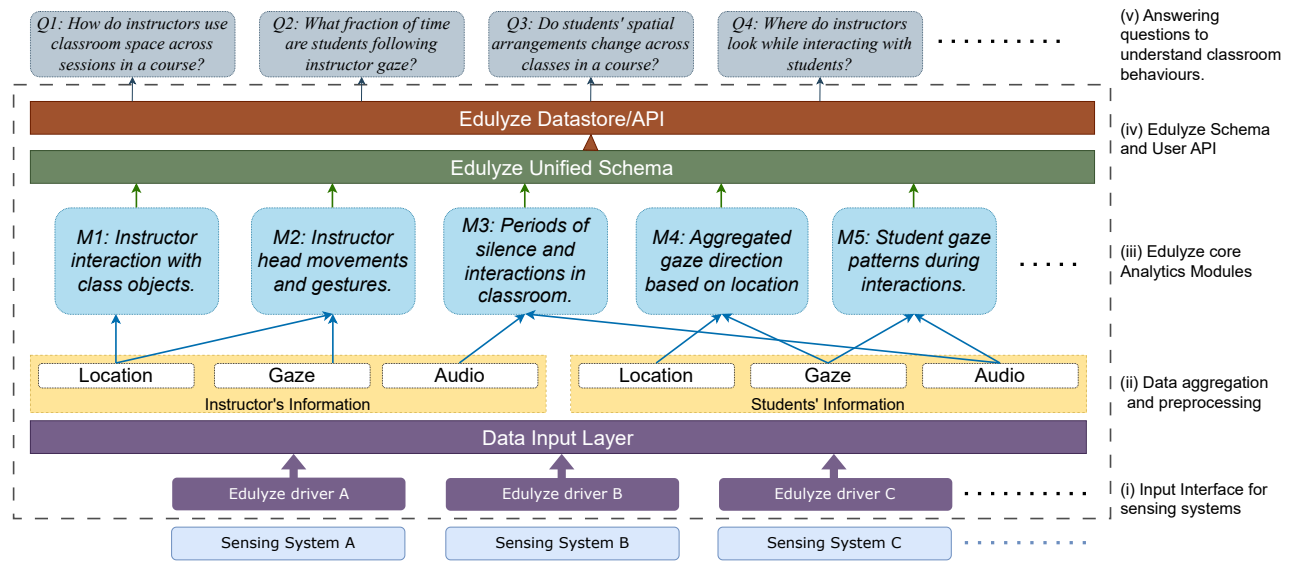 Q1: How do instructors use
classroom space across
sessions in a course?
Q2: What fraction of time
are students following
instructor gaze?
Q3: Do students' spatial
arrangements change across
classes in a course?
Q4: Where do instructors
look while interacting with
students?
(v) Answering
questions to
understand classroom
behaviours.
Edulyze Datastore/API
(iv) Edulyze Schema
and User API
Edulyze Unified Schema
M1: Instructor
interaction with
class objects.
M2: Instructor
head movements
and gestures.
M3: Periods of
silence and
interactions in
classroom.
M4: Aggregated
gaze direction
based on location
M5: Student gaze
patterns during
interactions.
(iii) Edulyze core
Analytics Modules
Location
Gaze
Audio
Instructor's Information
Location
Gaze
Audio
Students' Information
(ii) Data aggregation
and preprocessing
Data Input Layer
Edulyze driver A
Edulyze driver B
Edulyze driver C
(i) Input Interface for
sensing systems
Sensing System A
Sensing System B
Sensing System C